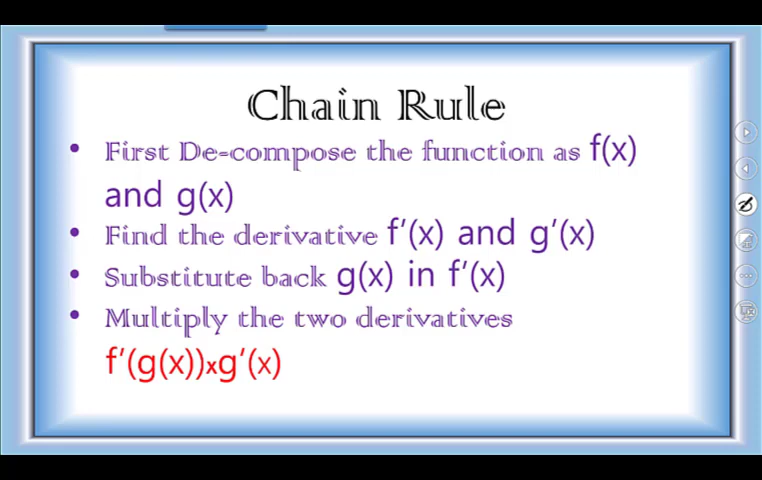 Chain Rule
• First De-compose the function as f(x)
and g(x)
• Find the derivative f'(x) and g'(x)
• Substitute back g(x) in f'(x)
• Multiply the two derivatives
f'(g(x))xg'(x)